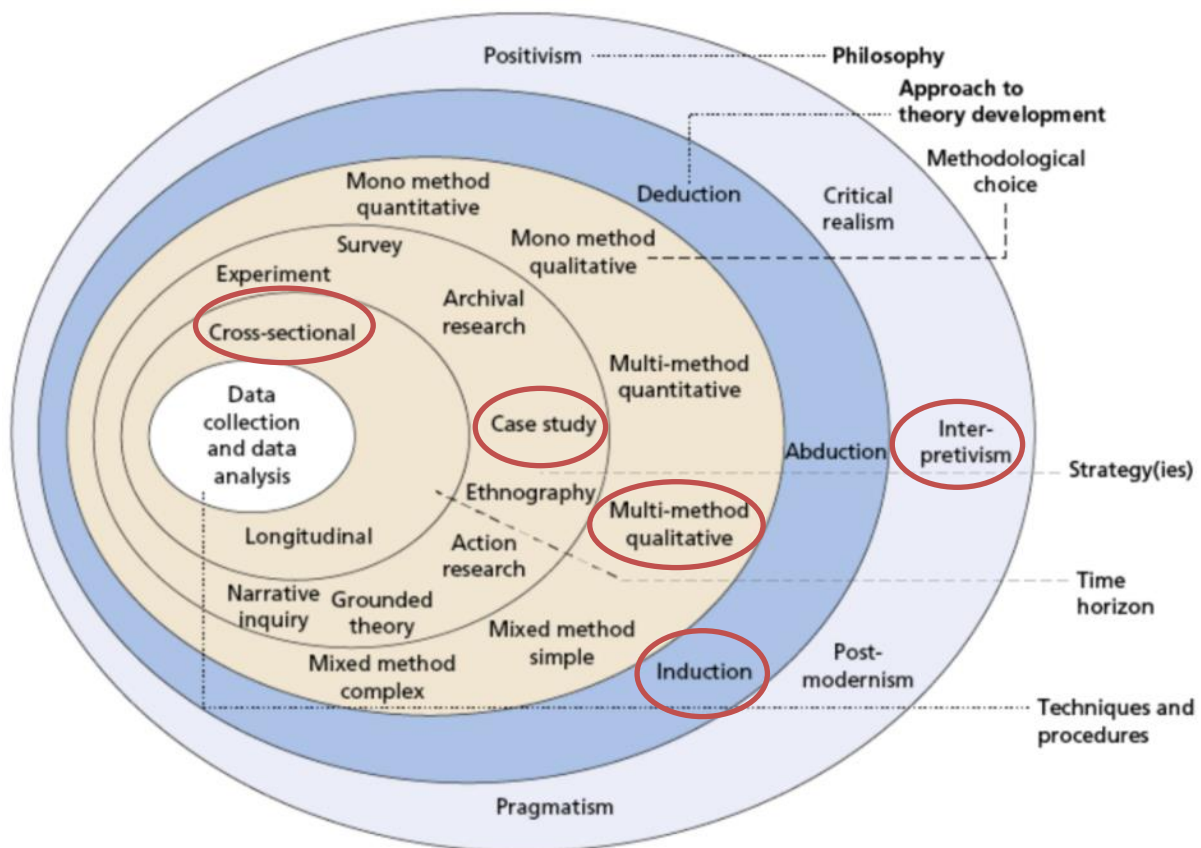 Positivism
Philosophy
Approach to
theory development
Methodological
choice
Mono method
quantitative
Deduction
Critical
realism
Survey
Mono method
qualitative
Experiment
Archival
research
Cross-sectional
Multi-method
quantitative
Data
collection
and data
analysis
Case study
Inter-
pretivism
Abduction
Strategy(ies)
Ethnography
Multi-method
qualitative
Longitudinal
Action
research
Time
horizon
Narrative
inquiry
Grounded
theory
Mixed method
simple
Mixed method
complex
Induction
Post-
modernism
Techniques and
procedures
Pragmatism